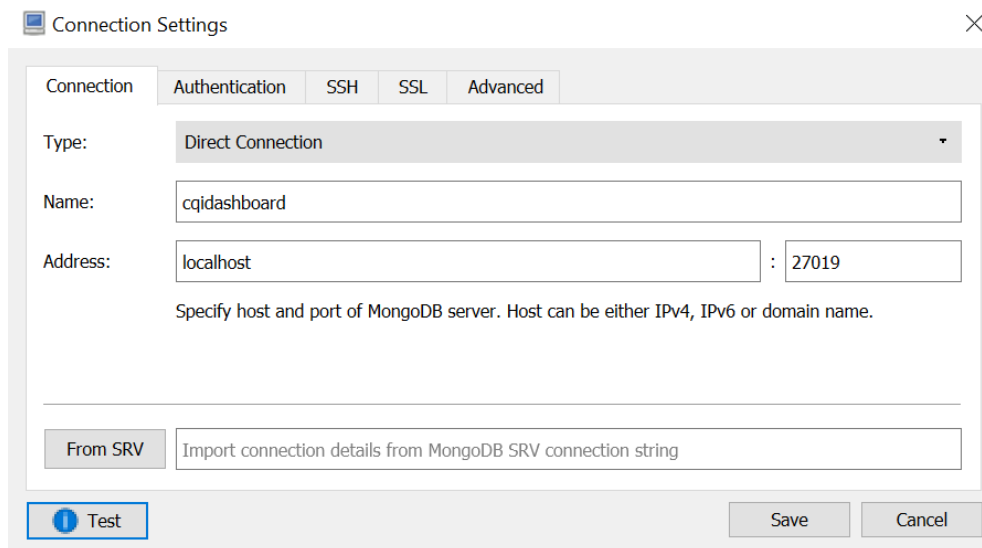 Connection Settings
Connection Authentication SSH SSL Advanced
Type: Direct Connection
Name: cqidashboard
Address: localhost : 27019
Specify host and port of MongoDB server. Host can be either IPv4, IPv6 or domain name.
From SRV Import connection details from MongoDB SRV connection string
Test Save Cancel